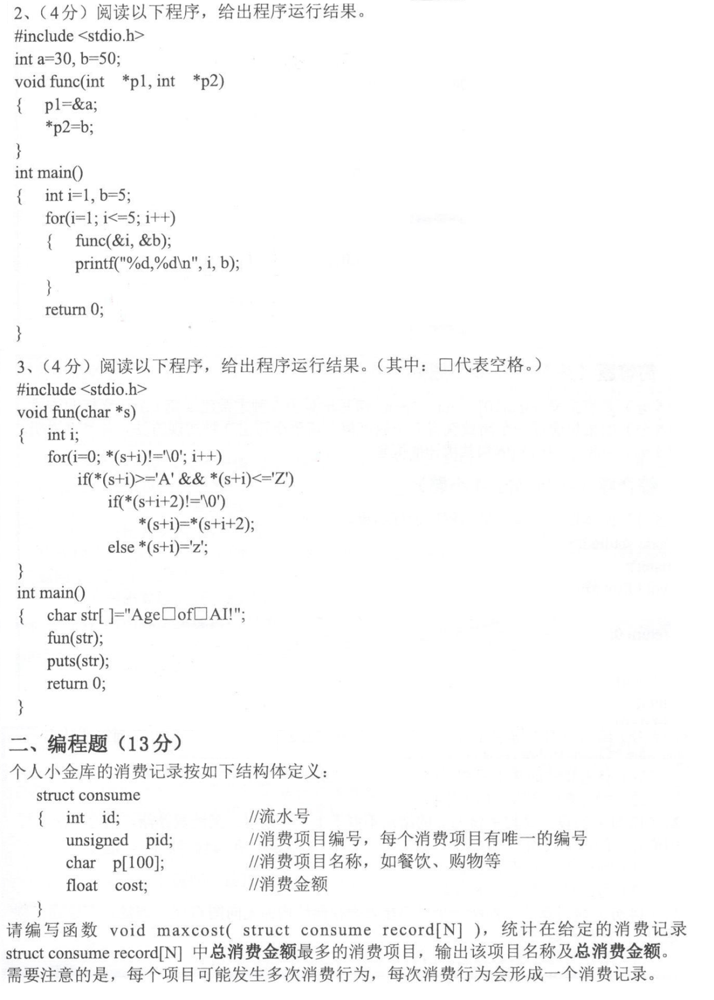 2、（4分）阅读以下程序，给出程序运行结果。
#include <stdio.h>
int a=30, b=50;
void func(int *p1, int *p2)
{ p1=&a;
*p2=b;
}
int main()
{ int i=1, b=5;
for(i=1; i<=5; i++)
{ func(&i, &b);
printf("%d,%d\n", i, b);
}
return 0;
}
3、（4分）阅读以下程序，给出程序运行结果。（其中：□代表空格。）
#include <stdio.h>
void fun(char *s)
{ int i;
for(i=0; *(s+i)!='\0'; i++)
if(*(s+i)>='A' && *(s+i)<='Z')
if(*(s+i+2)!='\0')
*(s+i)=*(s+i+2);
else *(s+i)='z';
}
int main()
{ char str[ ]="Age□of□AI!";
fun(str);
puts(str);
return 0;
}
二、编程题（13分）
个人小金库的消费记录按如下结构体定义：
struct consume
{ int id; //流水号
unsigned pid; //消费项目编号，每个消费项目有唯一的编号
char p[100]; //消费项目名称，如餐饮、购物等
float cost; //消费金额
}
请编写函数 void maxcost( struct consume record[N] )，统计在给定的消费记录
struct consume record[N] 中总消费金额最多的消费项目，输出该项目名称及总消费金额。
需要注意的是，每个项目可能发生多次消费行为，每次消费行为会形成一个消费记录。